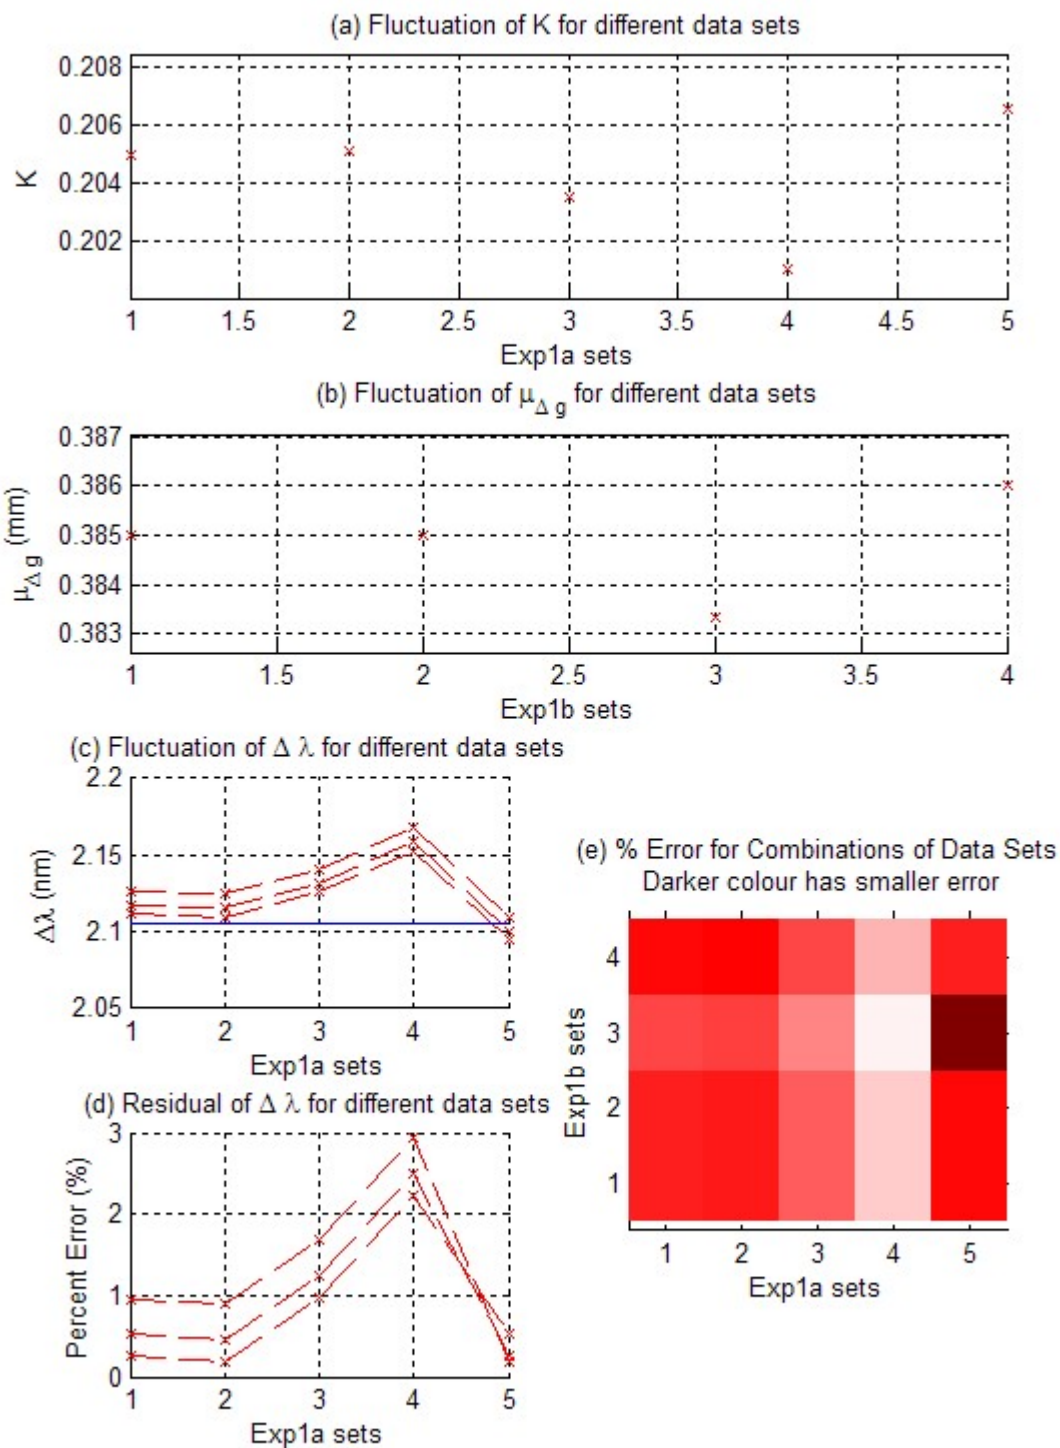 (a) Fluctuation of K for different data sets
0.208
0.206
0.204
0.202
K
1 1.5 2 2.5 3 3.5 4 4.5 5
Exp1a sets
(b) Fluctuation of μΔ g for different data sets
0.387
0.386
0.385
0.384
0.383
μΔ g (mm)
1 1.5 2 2.5 3 3.5 4
Exp1b sets
(c) Fluctuation of Δ λ for different data sets
2.2
2.15
2.1
2.05
Δλ (nm)
1 2 3 4 5
Exp1a sets
(d) Residual of Δ λ for different data sets
3
2
1
0
Percent Error (%)
1 2 3 4 5
Exp1a sets
(e) % Error for Combinations of Data Sets
Darker colour has smaller error
4
3
2
1
Exp1b sets
1 2 3 4 5
Exp1a sets